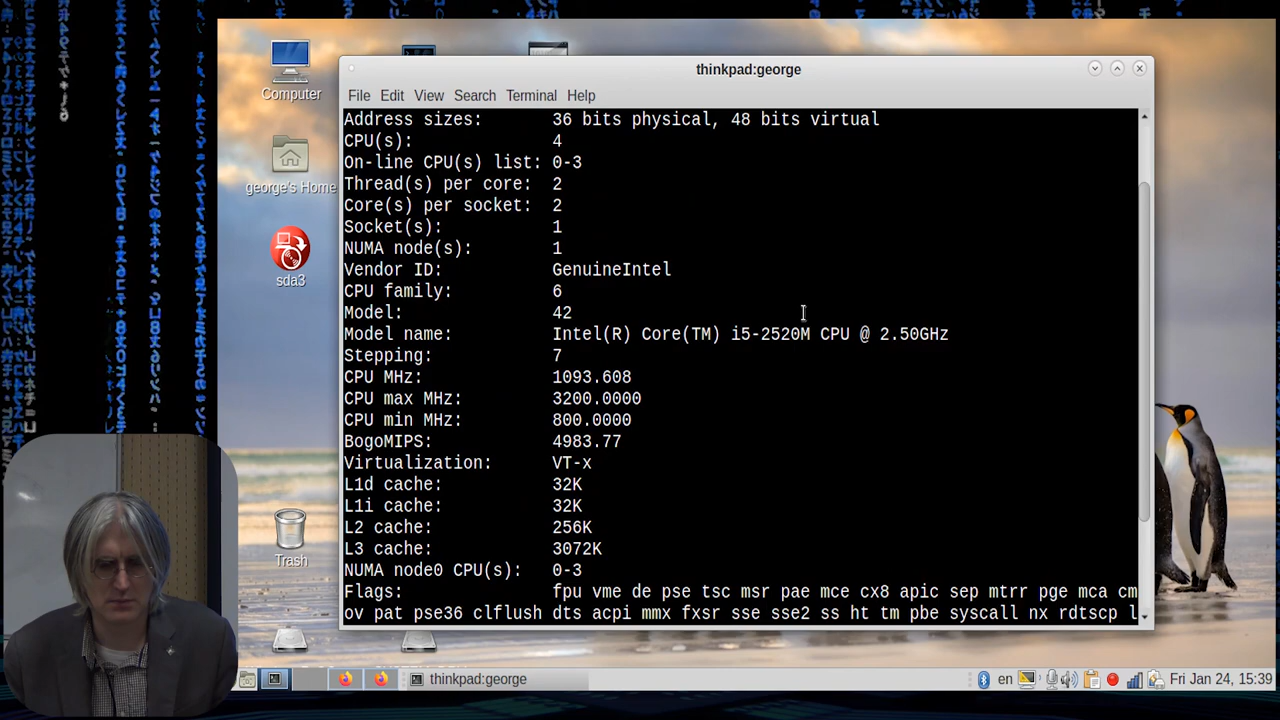 Computer
george's Home
sda3
Trash
thinkpad:george
File Edit View Search Terminal Help
Address sizes: 36 bits physical, 48 bits virtual
CPU(s): 4
On-line CPU(s) list: 0-3
Thread(s) per core: 2
Core(s) per socket: 2
Socket(s): 1
NUMA node(s): 1
Vendor ID: GenuineIntel
CPU family: 6
Model: 42
Model name: Intel(R) Core(TM) i5-2520M CPU @ 2.50GHz
Stepping: 7
CPU MHz: 1093.608
CPU max MHz: 3200.0000
CPU min MHz: 800.0000
BogoMIPS: 4983.77
Virtualization: VT-x
L1d cache: 32K
L1i cache: 32K
L2 cache: 256K
L3 cache: 3072K
NUMA node0 CPU(s): 0-3
Flags: fpu vme de pse tsc msr pae mce cx8 apic sep mtrr pge mca cm
ov pat pse36 clflush dts acpi mmx fxsr sse sse2 ss ht tm pbe syscall nx rdtscp l
thinkpad:george
en
Fri Jan 24, 15:39